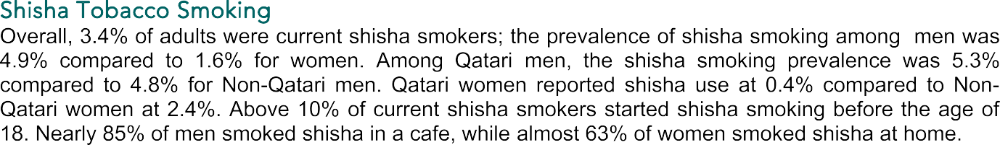 Shisha Tobacco Smoking
Overall, 3.4% of adults were current shisha smokers; the prevalence of shisha smoking among  men was
4.9% compared to 1.6% for women. Among Qatari men, the shisha smoking prevalence was 5.3%
compared to 4.8% for Non-Qatari men. Qatari women reported shisha use at 0.4% compared to Non-
Qatari women at 2.4%. Above 10% of current shisha smokers started shisha smoking before the age of
18. Nearly 85% of men smoked shisha in a cafe, while almost 63% of women smoked shisha at home.